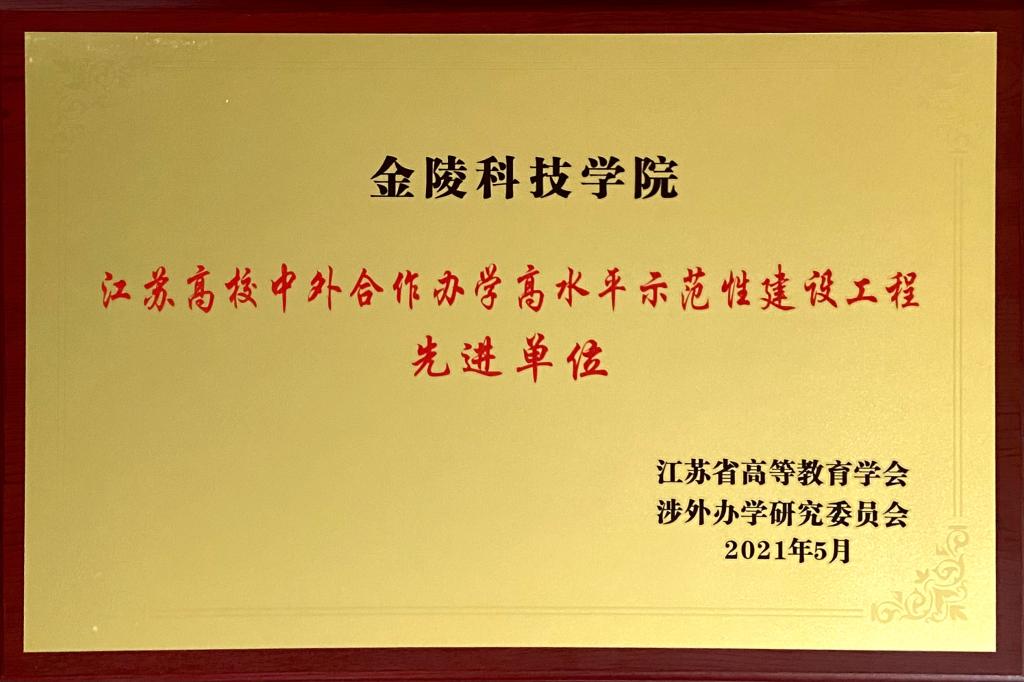 金陵科技学院
江苏高校中外合作办学高水平示范性建设工程
先进单位
江苏省高等教育学会
涉外办学研究委员会
2021年5月